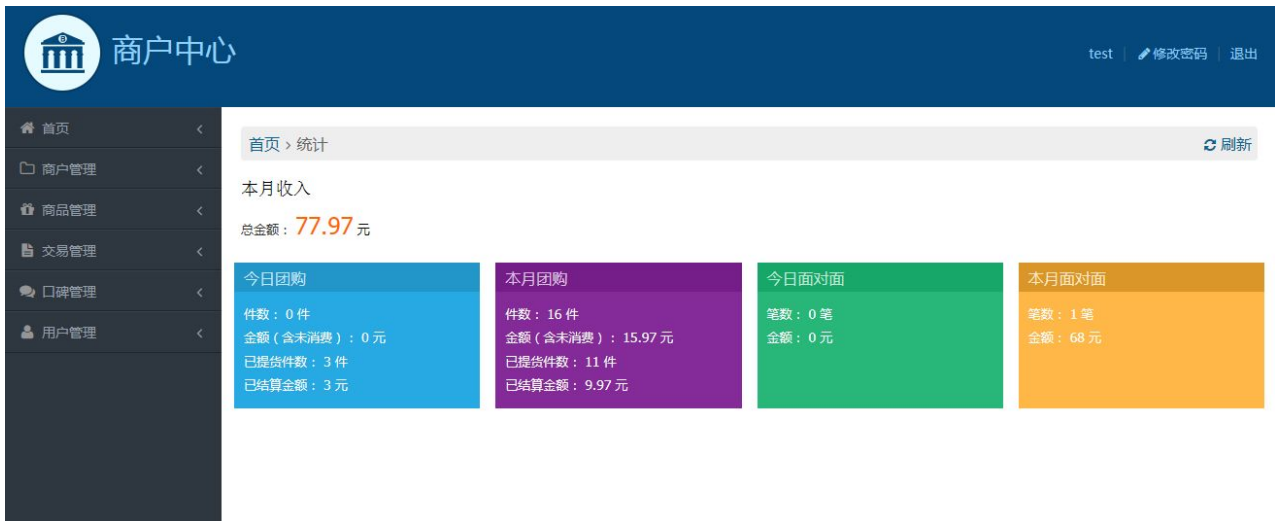 商户中心
test | 修改密码 | 退出
首页
商户管理
商品管理
交易管理
口碑管理
用户管理
首页 › 统计
刷新
本月收入
总金额：77.97 元
今日团购
件数：0 件
金额（含未消费）：0 元
已提货件数：3 件
已结算金额：3 元
本月团购
件数：16 件
金额（含未消费）：15.97 元
已提货件数：11 件
已结算金额：9.97 元
今日面对面
笔数：0 笔
金额：0 元
本月面对面
笔数：1 笔
金额：68 元